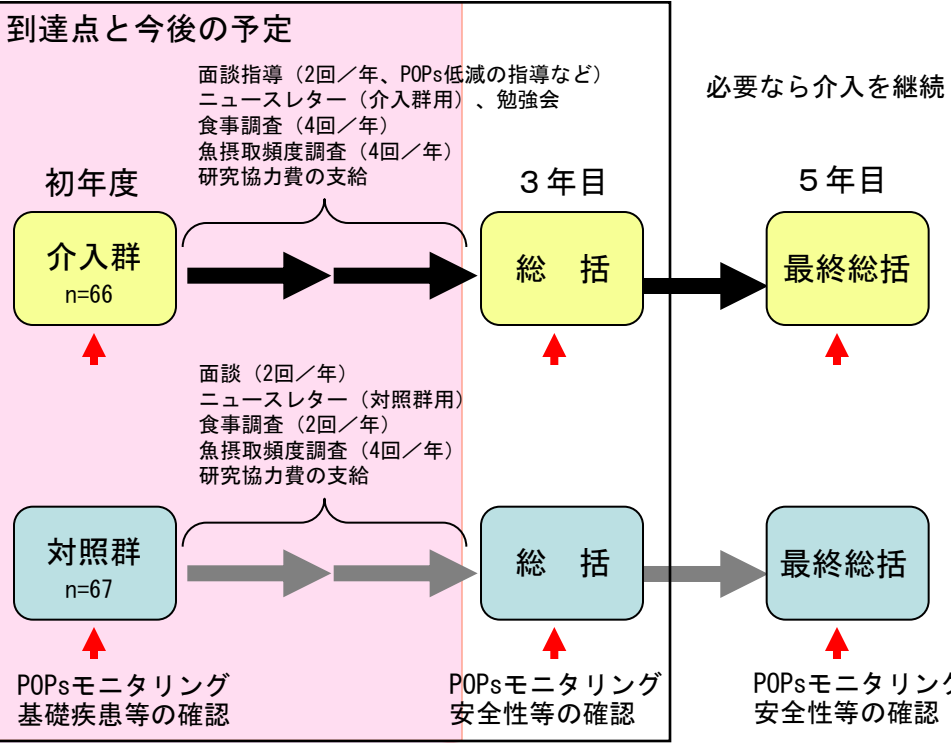 到達点と今後の予定
面談指導（2回／年、POPs低減の指導など）
ニュースレター（介入群用）、勉強会
食事調査（4回／年）
魚摂取頻度調査（4回／年）
研究協力費の支給
必要なら介入を継続
初年度
３年目
５年目
介入群
n=66
総　括
最終総括
面談（2回／年）
ニュースレター（対照群用）
食事調査（2回／年）
魚摂取頻度調査（4回／年）
研究協力費の支給
対照群
n=67
総　括
最終総括
POPsモニタリング
基礎疾患等の確認
POPsモニタリング
安全性等の確認
POPsモニタリング
安全性等の確認